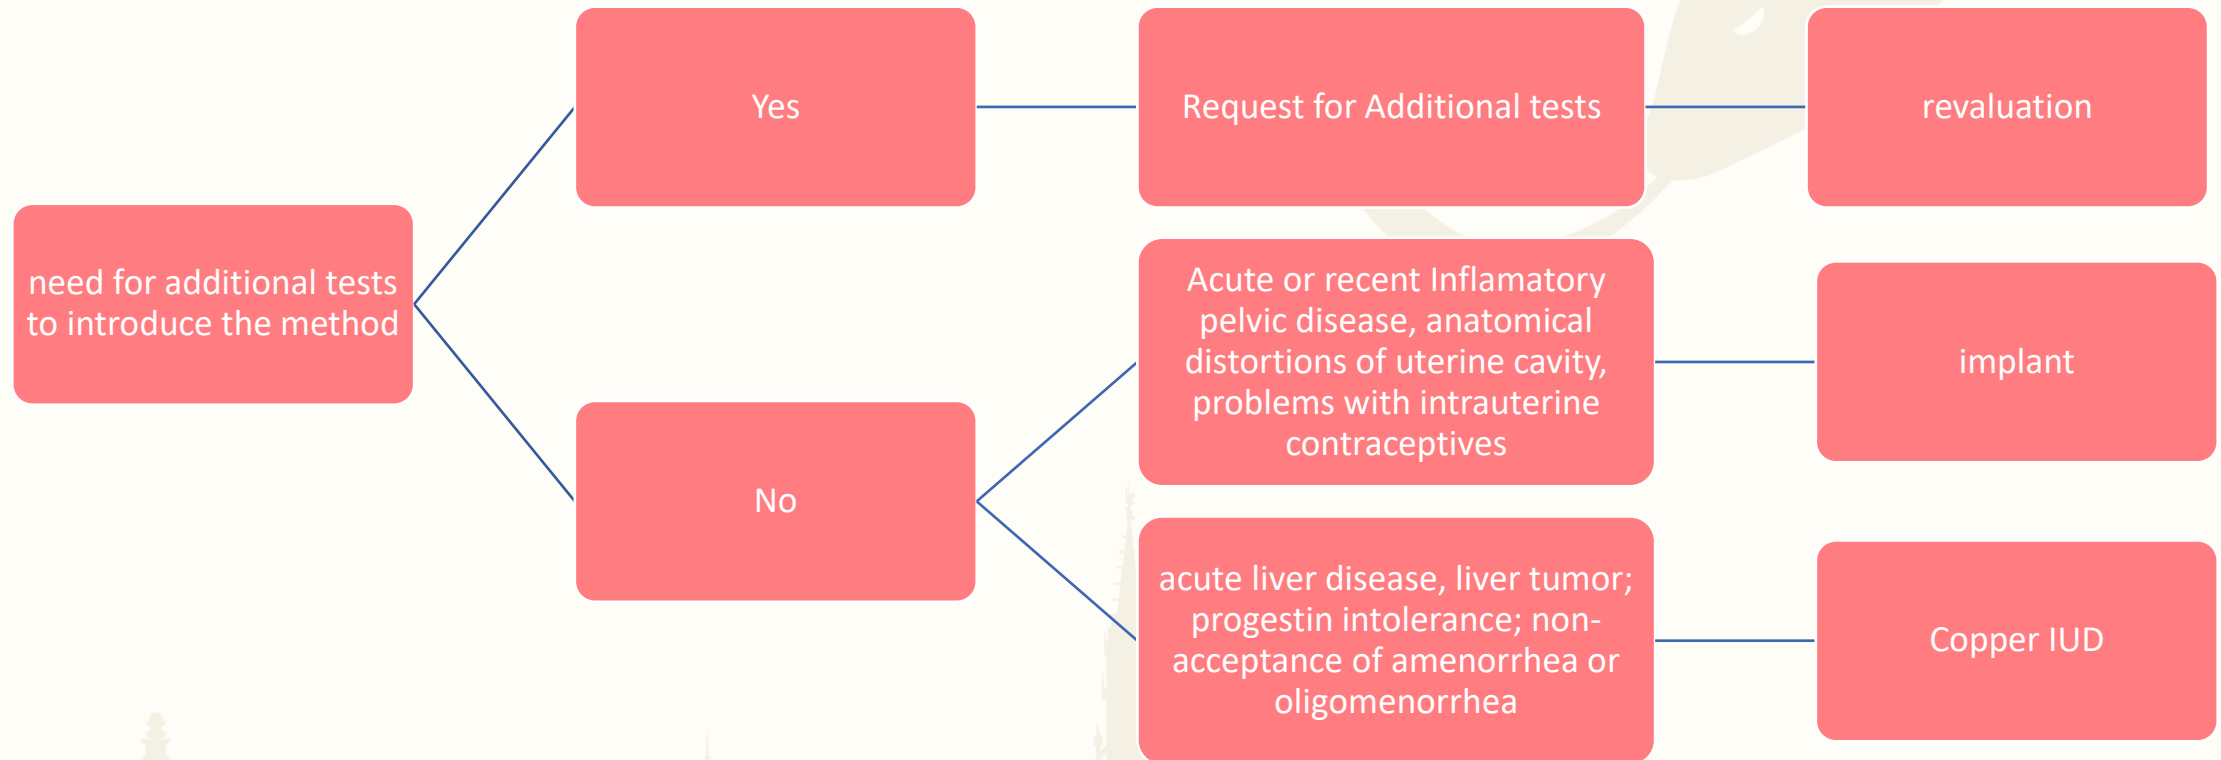 need for additional tests
to introduce the method
Yes
Request for Additional tests
revaluation
No
Acute or recent Inflamatory
pelvic disease, anatomical
distortions of uterine cavity,
problems with intrauterine
contraceptives
implant
acute liver disease, liver tumor;
progestin intolerance; non-
acceptance of amenorrhea or
oligomenorrhea
Copper IUD